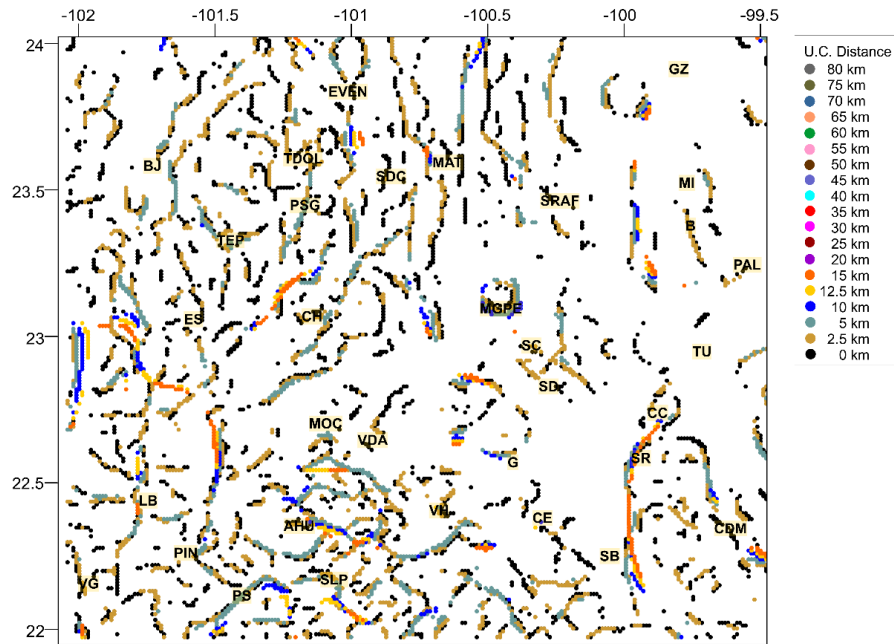 -102 -101.5 -101 -100.5 -100 -99.5
24
23.5
23
22.5
22
GZ
EVEN
BJ
TDOL
SDC
MAT
MI
PSG
SRAF
B
TEP
PAL
ES
CH
MGPE
SC
TU
SD
MOC
VDA
CC
G
SR
LB
AHU
VH
CE
CDM
PIN
SB
VG
PS
SLP
U.C. Distance
80 km
75 km
70 km
65 km
60 km
55 km
50 km
45 km
40 km
35 km
30 km
25 km
20 km
15 km
12.5 km
10 km
5 km
2.5 km
0 km